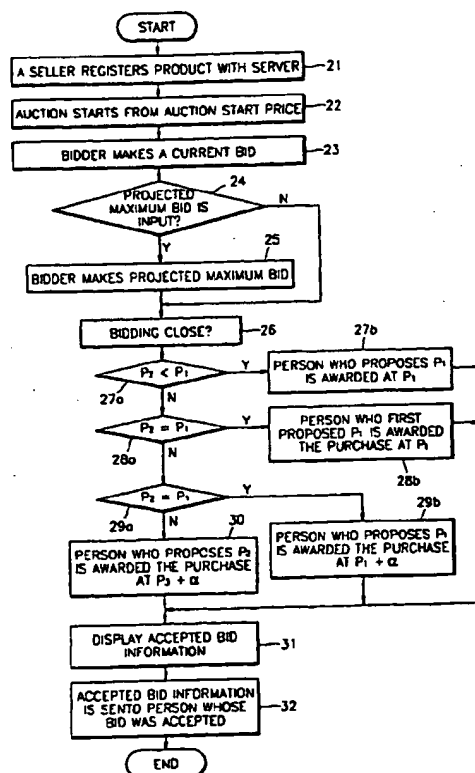 START
A SELLER REGISTERS PRODUCT WITH SERVER
21
AUCTION STARTS FROM AUCTION START PRICE
22
BIDDER MAKES A CURRENT BID
23
24
PROJECTED
MAXIMUM BID IS
INPUT?
N
Y
25
BIDDER MAKES PROJECTED MAXIMUM BID
BIDDING CLOSE?
26
27b
P2 < P1
Y
PERSON WHO PROPOSES P1
IS AWARDED AT P1
27a
N
P2 = P1
Y
PERSON WHO FIRST
PROPOSED P1 IS AWARDED
THE PURCHASE AT P1
28a
N
28b
P2 = P1
Y
29a
N
30
29b
PERSON WHO PROPOSES P2
IS AWARDED THE PURCHASE
AT P3 + α
PERSON WHO PROPOSES P1
IS AWARDED THE PURCHASE
AT P1 + α
DISPLAY ACCEPTED BID
INFORMATION
31
ACCEPTED BID INFORMATION
IS SENTO PERSON WHOSE
BID WAS ACCEPTED
32
END